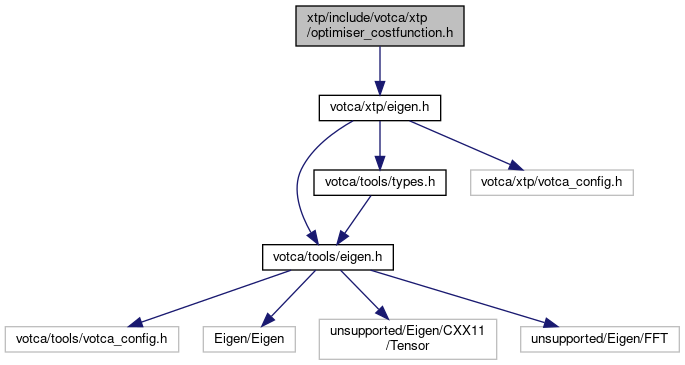 xtp/include/votca/xtp
/optimiser_costfunction.h
votca/xtp/eigen.h
votca/tools/types.h
votca/xtp/votca_config.h
votca/tools/eigen.h
votca/tools/votca_config.h
Eigen/Eigen
unsupported/Eigen/CXX11
/Tensor
unsupported/Eigen/FFT